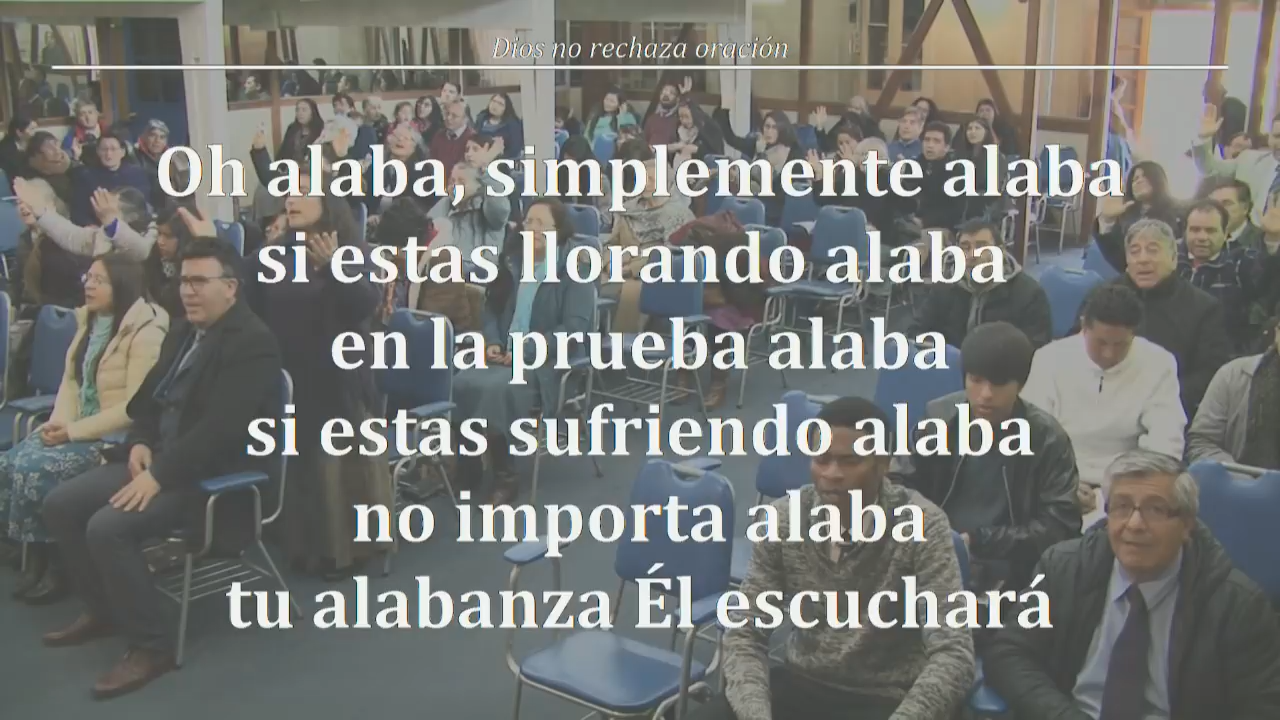 Dios no rechaza oración
Oh alaba, simplemente alaba
si estas llorando alaba
en la prueba alaba
si estas sufriendo alaba
no importa alaba
tu alabanza Él escuchará